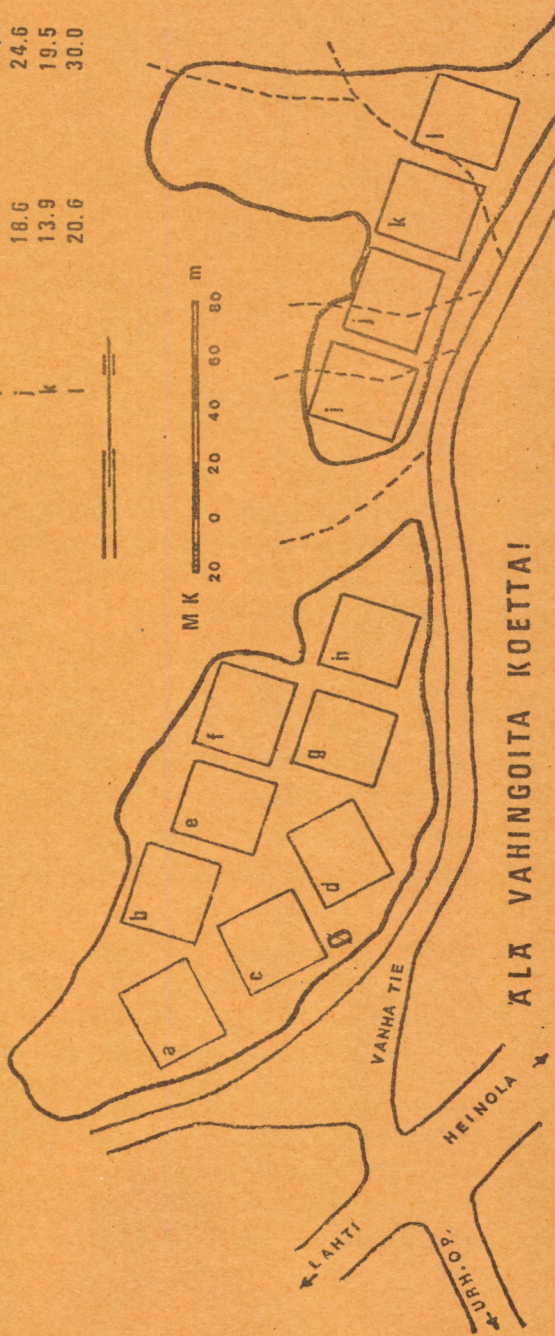 j 18.6 24.6
k 13.9 19.5
l 20.6 30.0
MK
20 0 20 40 60 80 m
a
b
c
d
e
f
g
h
i
j
k
l
Ø
VANHA TIE
LAHTI
HEINOLA
URH.OP.
ÄLÄ VAHINGOITA KOETTA!